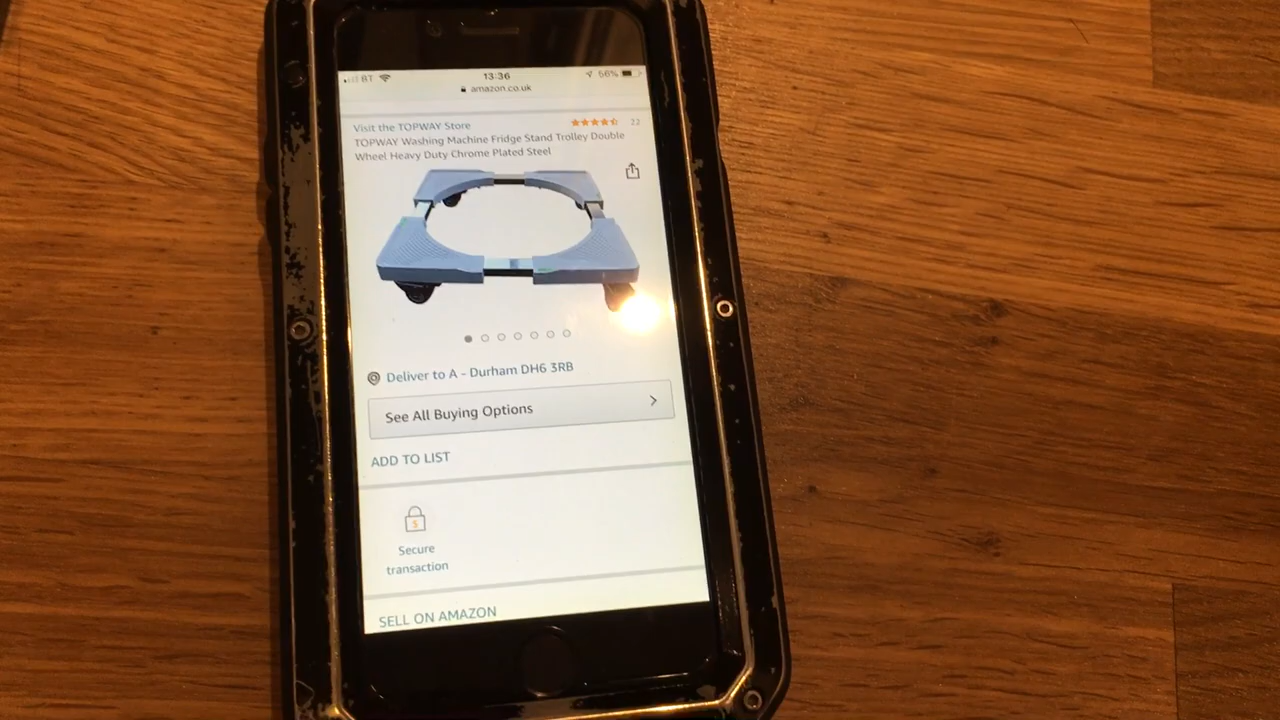 BT 13:36 56%
amazon.co.uk
Visit the TOPWAY Store 22
TOPWAY Washing Machine Fridge Stand Trolley Double
Wheel Heavy Duty Chrome Plated Steel
Deliver to A - Durham DH6 3RB
See All Buying Options
ADD TO LIST
$
Secure
transaction
SELL ON AMAZON